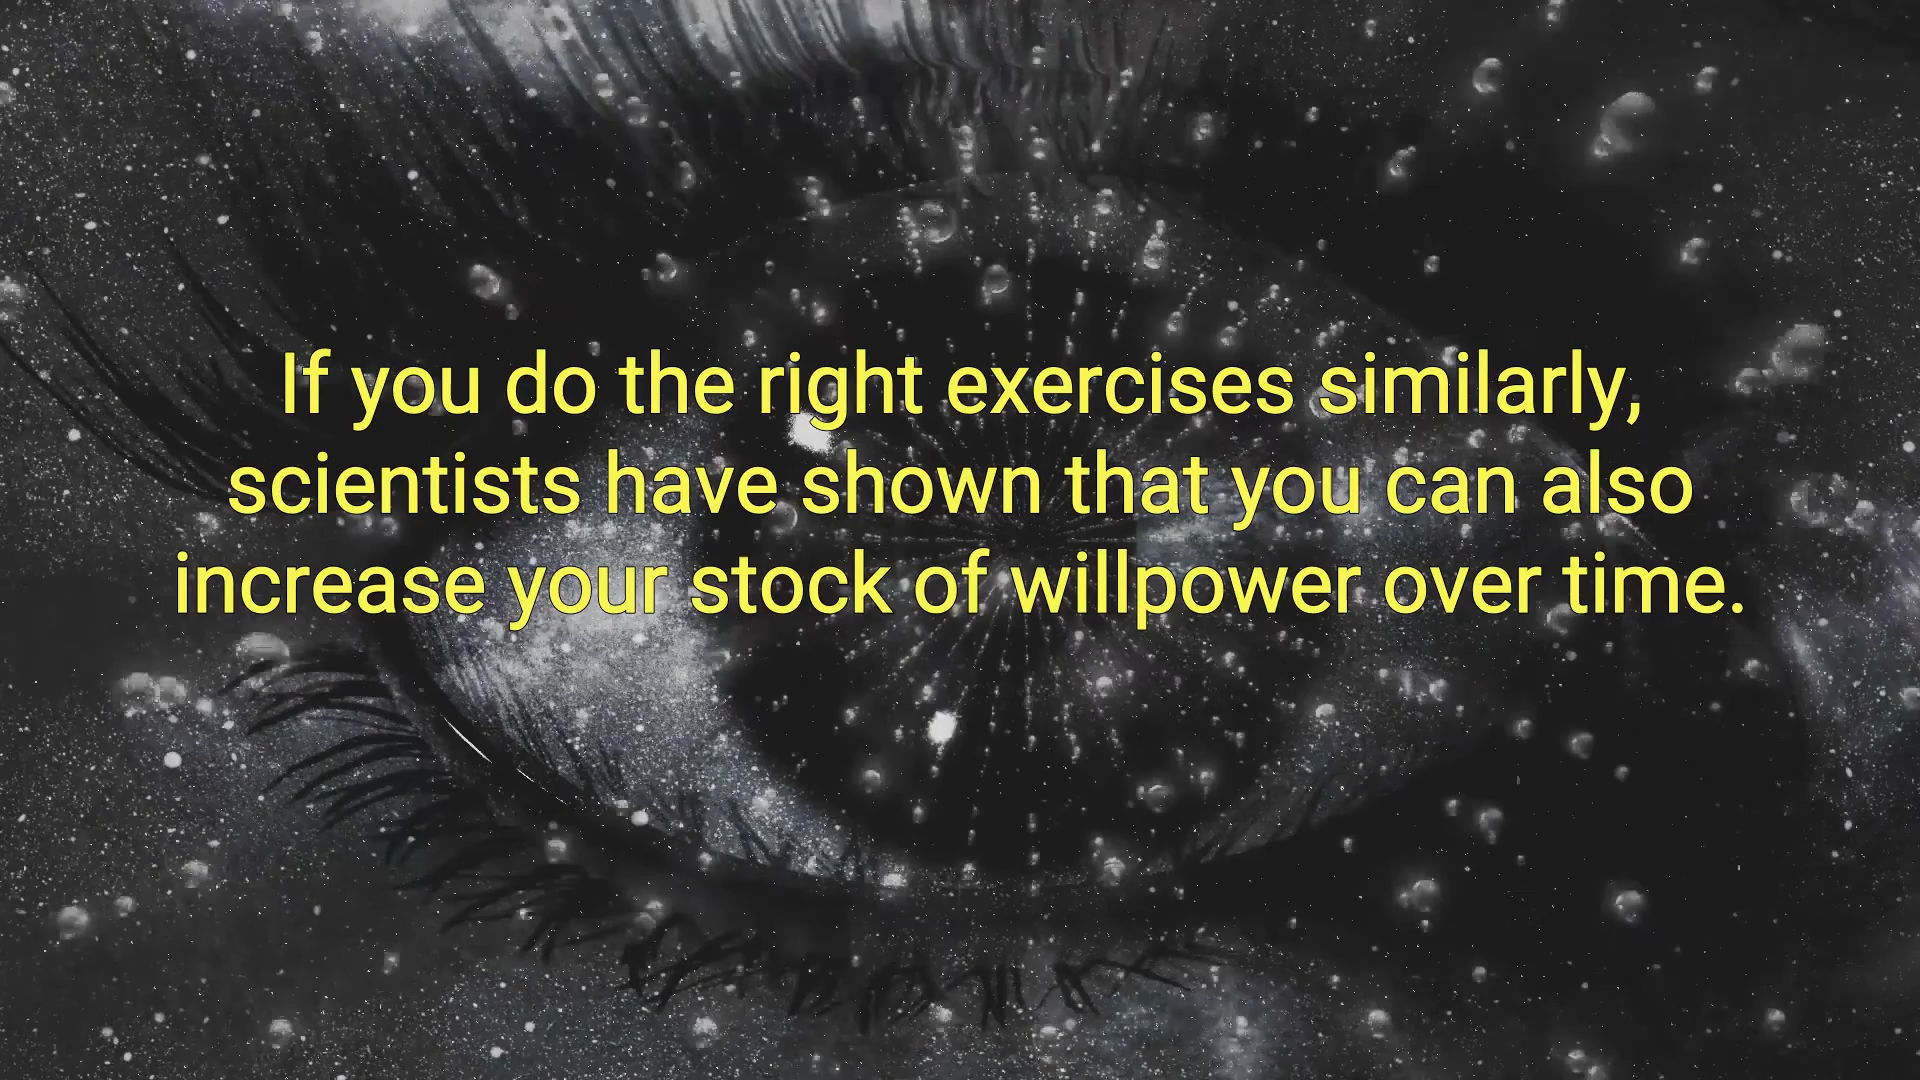 If you do the right exercises similarly,
scientists have shown that you can also
increase your stock of willpower over time.